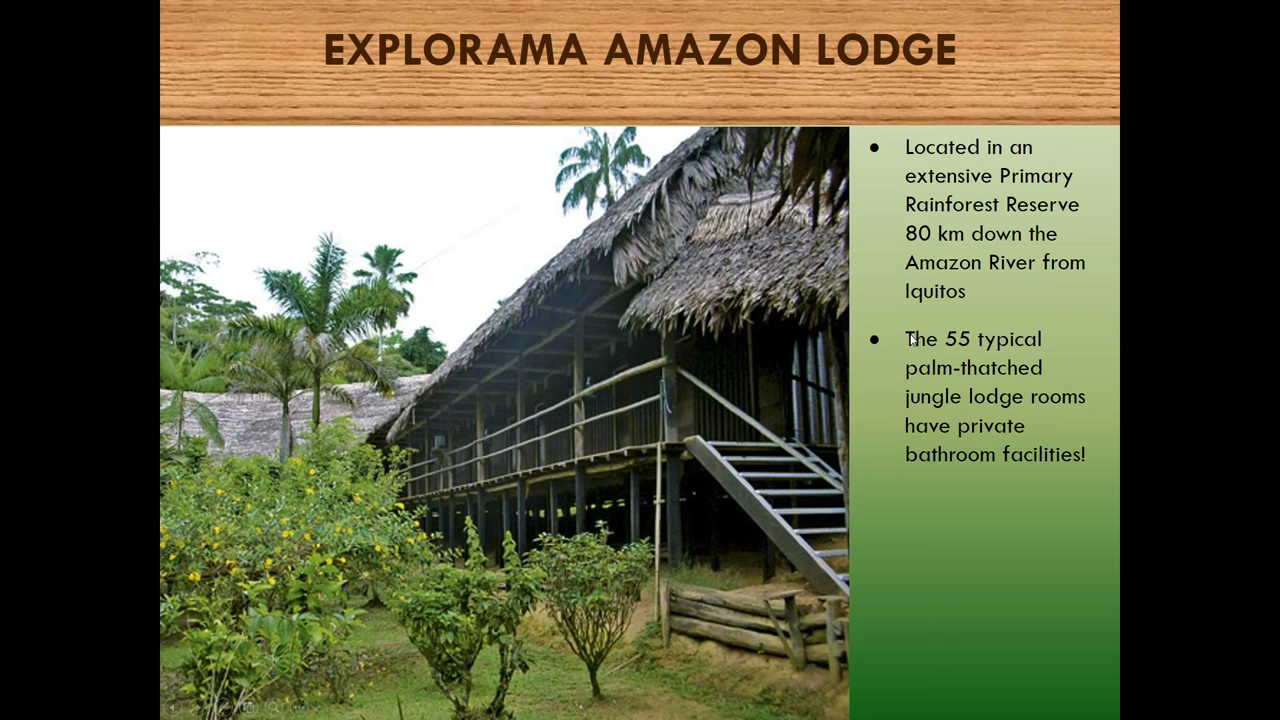 EXPLORAMA AMAZON LODGE
● Located in an
extensive Primary
Rainforest Reserve
80 km down the
Amazon River from
Iquitos
● The 55 typical
palm-thatched
jungle lodge rooms
have private
bathroom facilities!